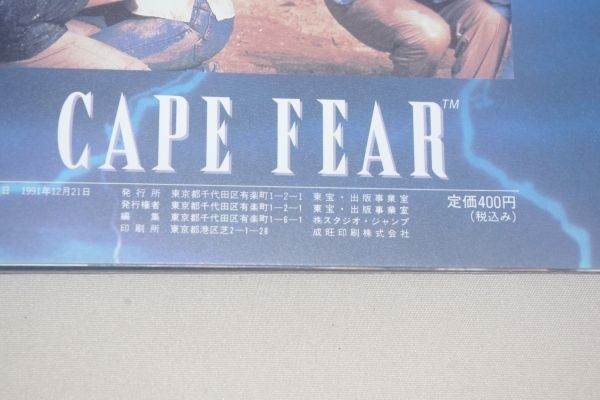 CAPE FEAR™
日 1991年12月21日
発行所 東京都千代田区有楽町1-2-1 東宝・出版事業室
発行権者 東京都千代田区有楽町1-2-1 東宝・出版事業室
編集 東京都千代田区有楽町1-6-1 ㈱スタジオ・ジャンプ
印刷所 東京都港区芝2-1-28 成旺印刷株式会社
定価400円
(税込み)